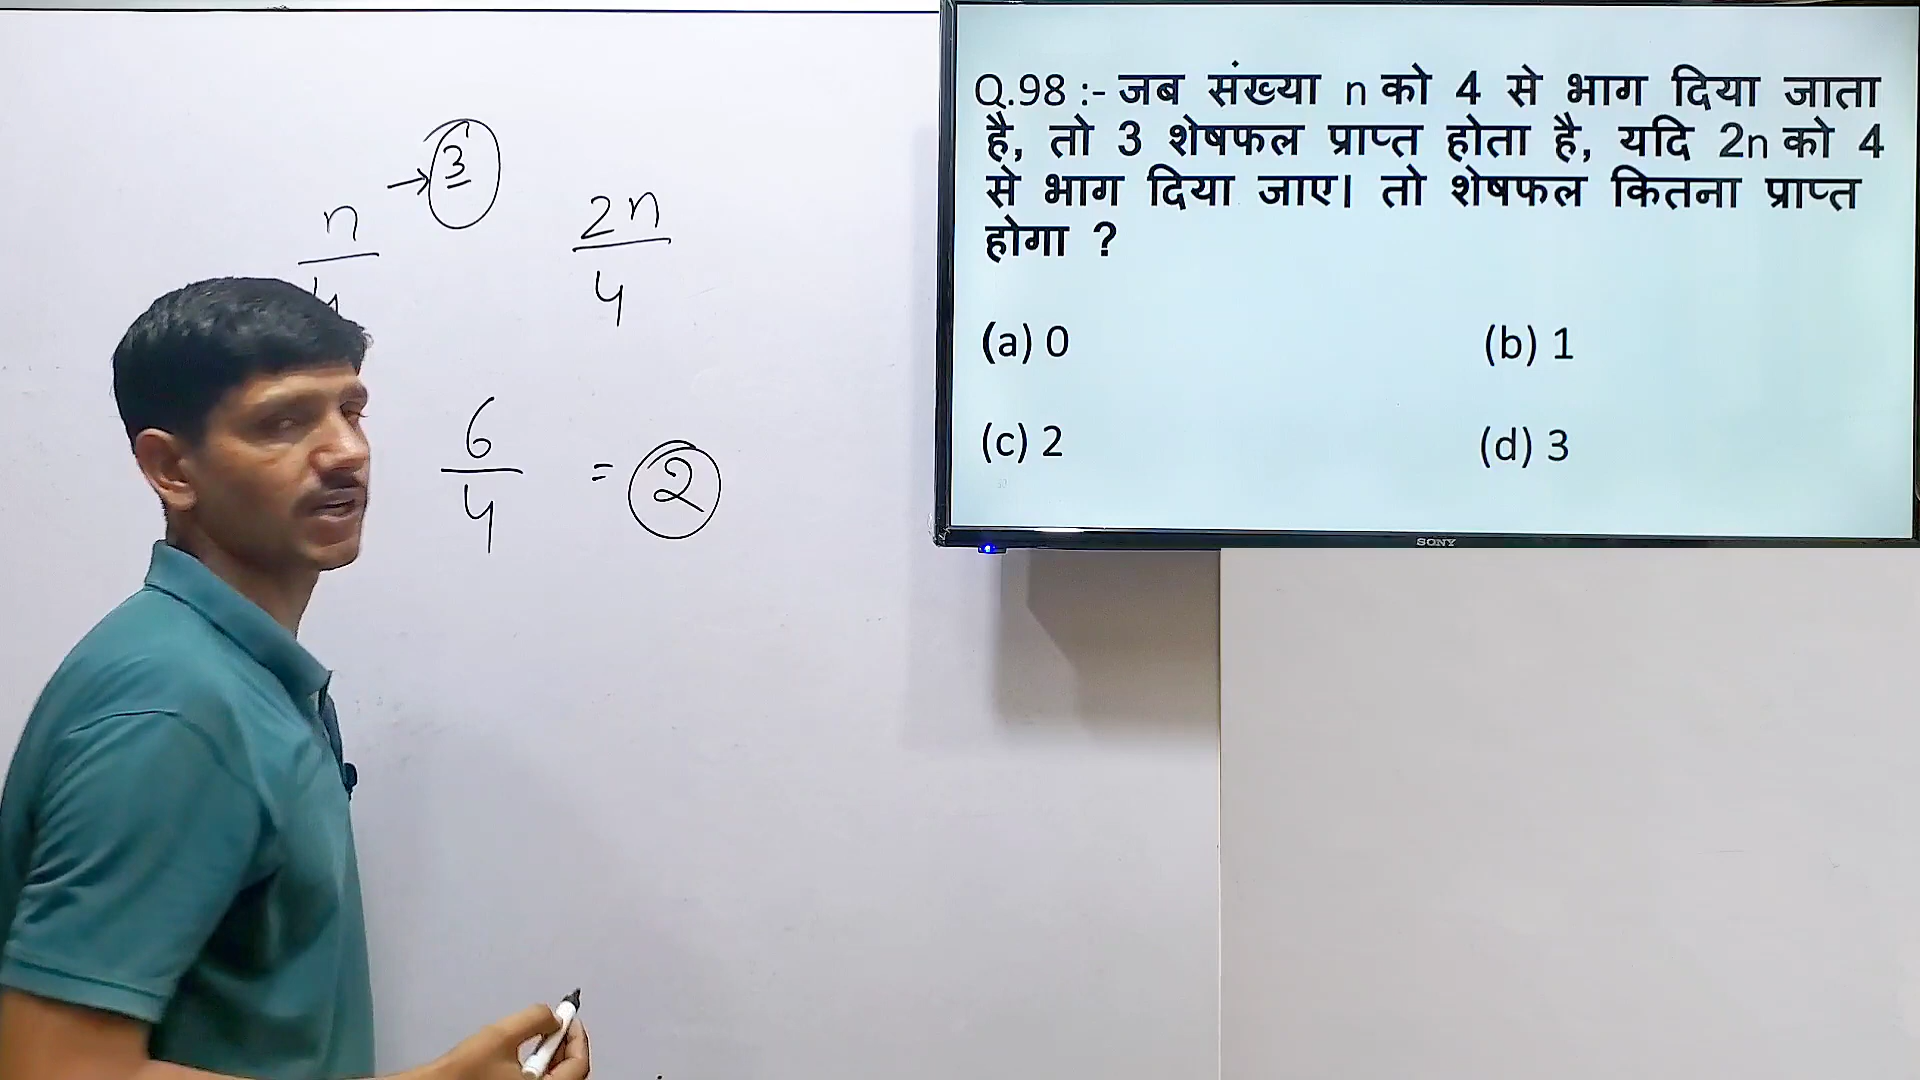 n → 3
4
2n
4
6
4
= 2
Q.98 :- जब संख्या n को 4 से भाग दिया जाता
है, तो 3 शेषफल प्राप्त होता है, यदि 2n को 4
से भाग दिया जाए। तो शेषफल कितना प्राप्त
होगा ?
(a) 0 (b) 1
(c) 2 (d) 3
SONY